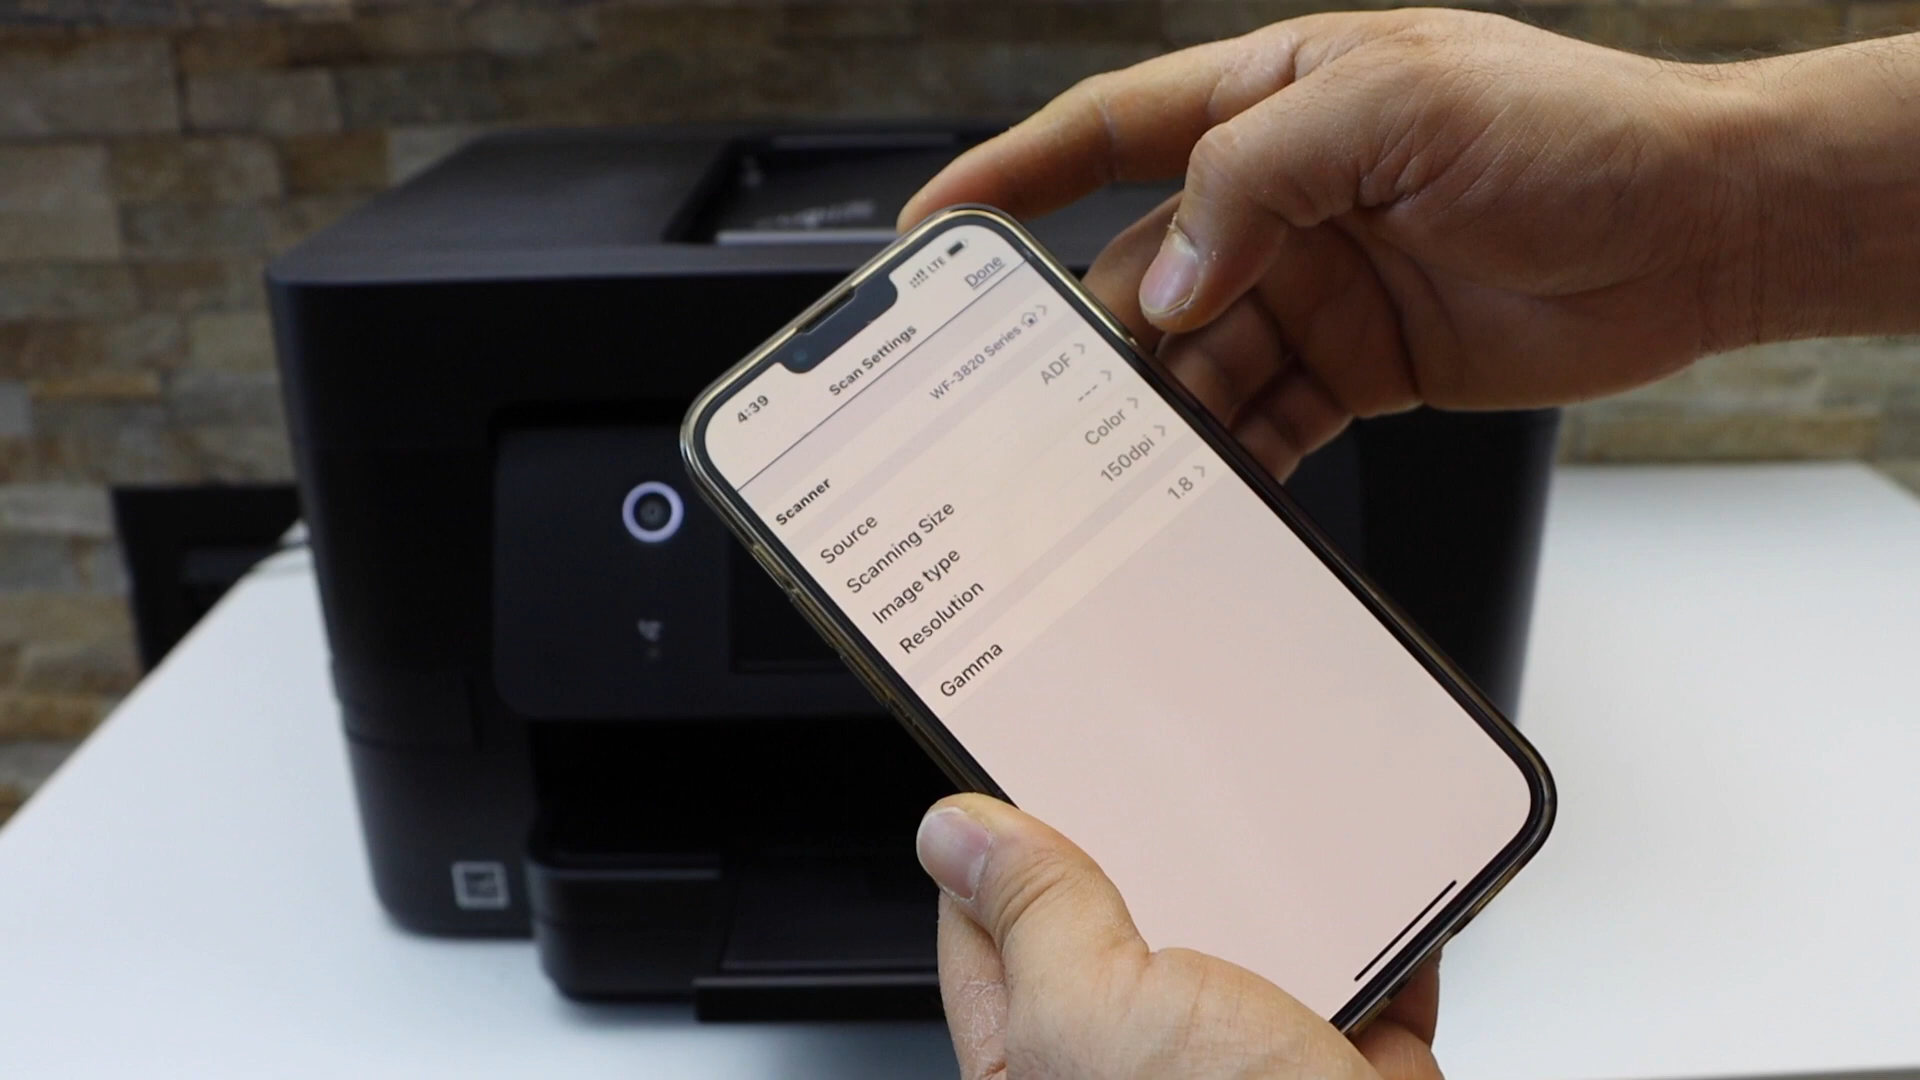 4:39 LTE
Scan Settings Done
Scanner WF-3820 Series
Source ADF
Scanning Size ---
Image type Color
Resolution 150dpi
Gamma 1.8